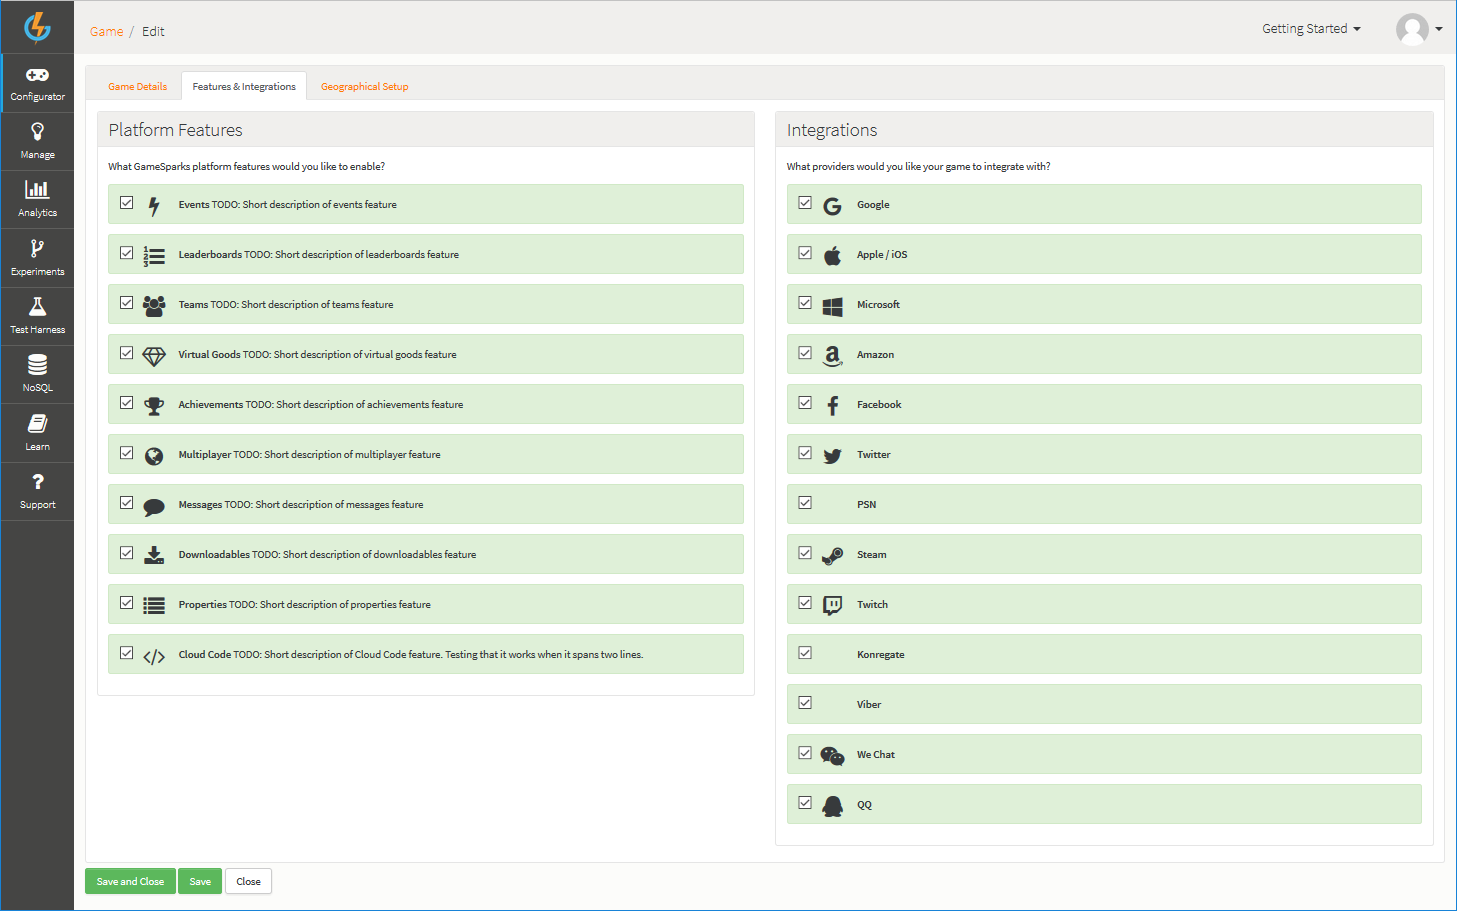 Game / Edit
Getting Started
Configurator
Manage
Analytics
Experiments
Test Harness
NoSQL
Learn
Support
Game Details
Features & Integrations
Geographical Setup
Platform Features
What GameSparks platform features would you like to enable?
Events TODO: Short description of events feature
Leaderboards TODO: Short description of leaderboards feature
Teams TODO: Short description of teams feature
Virtual Goods TODO: Short description of virtual goods feature
Achievements TODO: Short description of achievements feature
Multiplayer TODO: Short description of multiplayer feature
Messages TODO: Short description of messages feature
Downloadables TODO: Short description of downloadables feature
Properties TODO: Short description of properties feature
Cloud Code TODO: Short description of Cloud Code feature. Testing that it works when it spans two lines.
Integrations
What providers would you like your game to integrate with?
Google
Apple / iOS
Microsoft
Amazon
Facebook
Twitter
PSN
Steam
Twitch
Konregate
Viber
We Chat
QQ
Save and Close
Save
Close